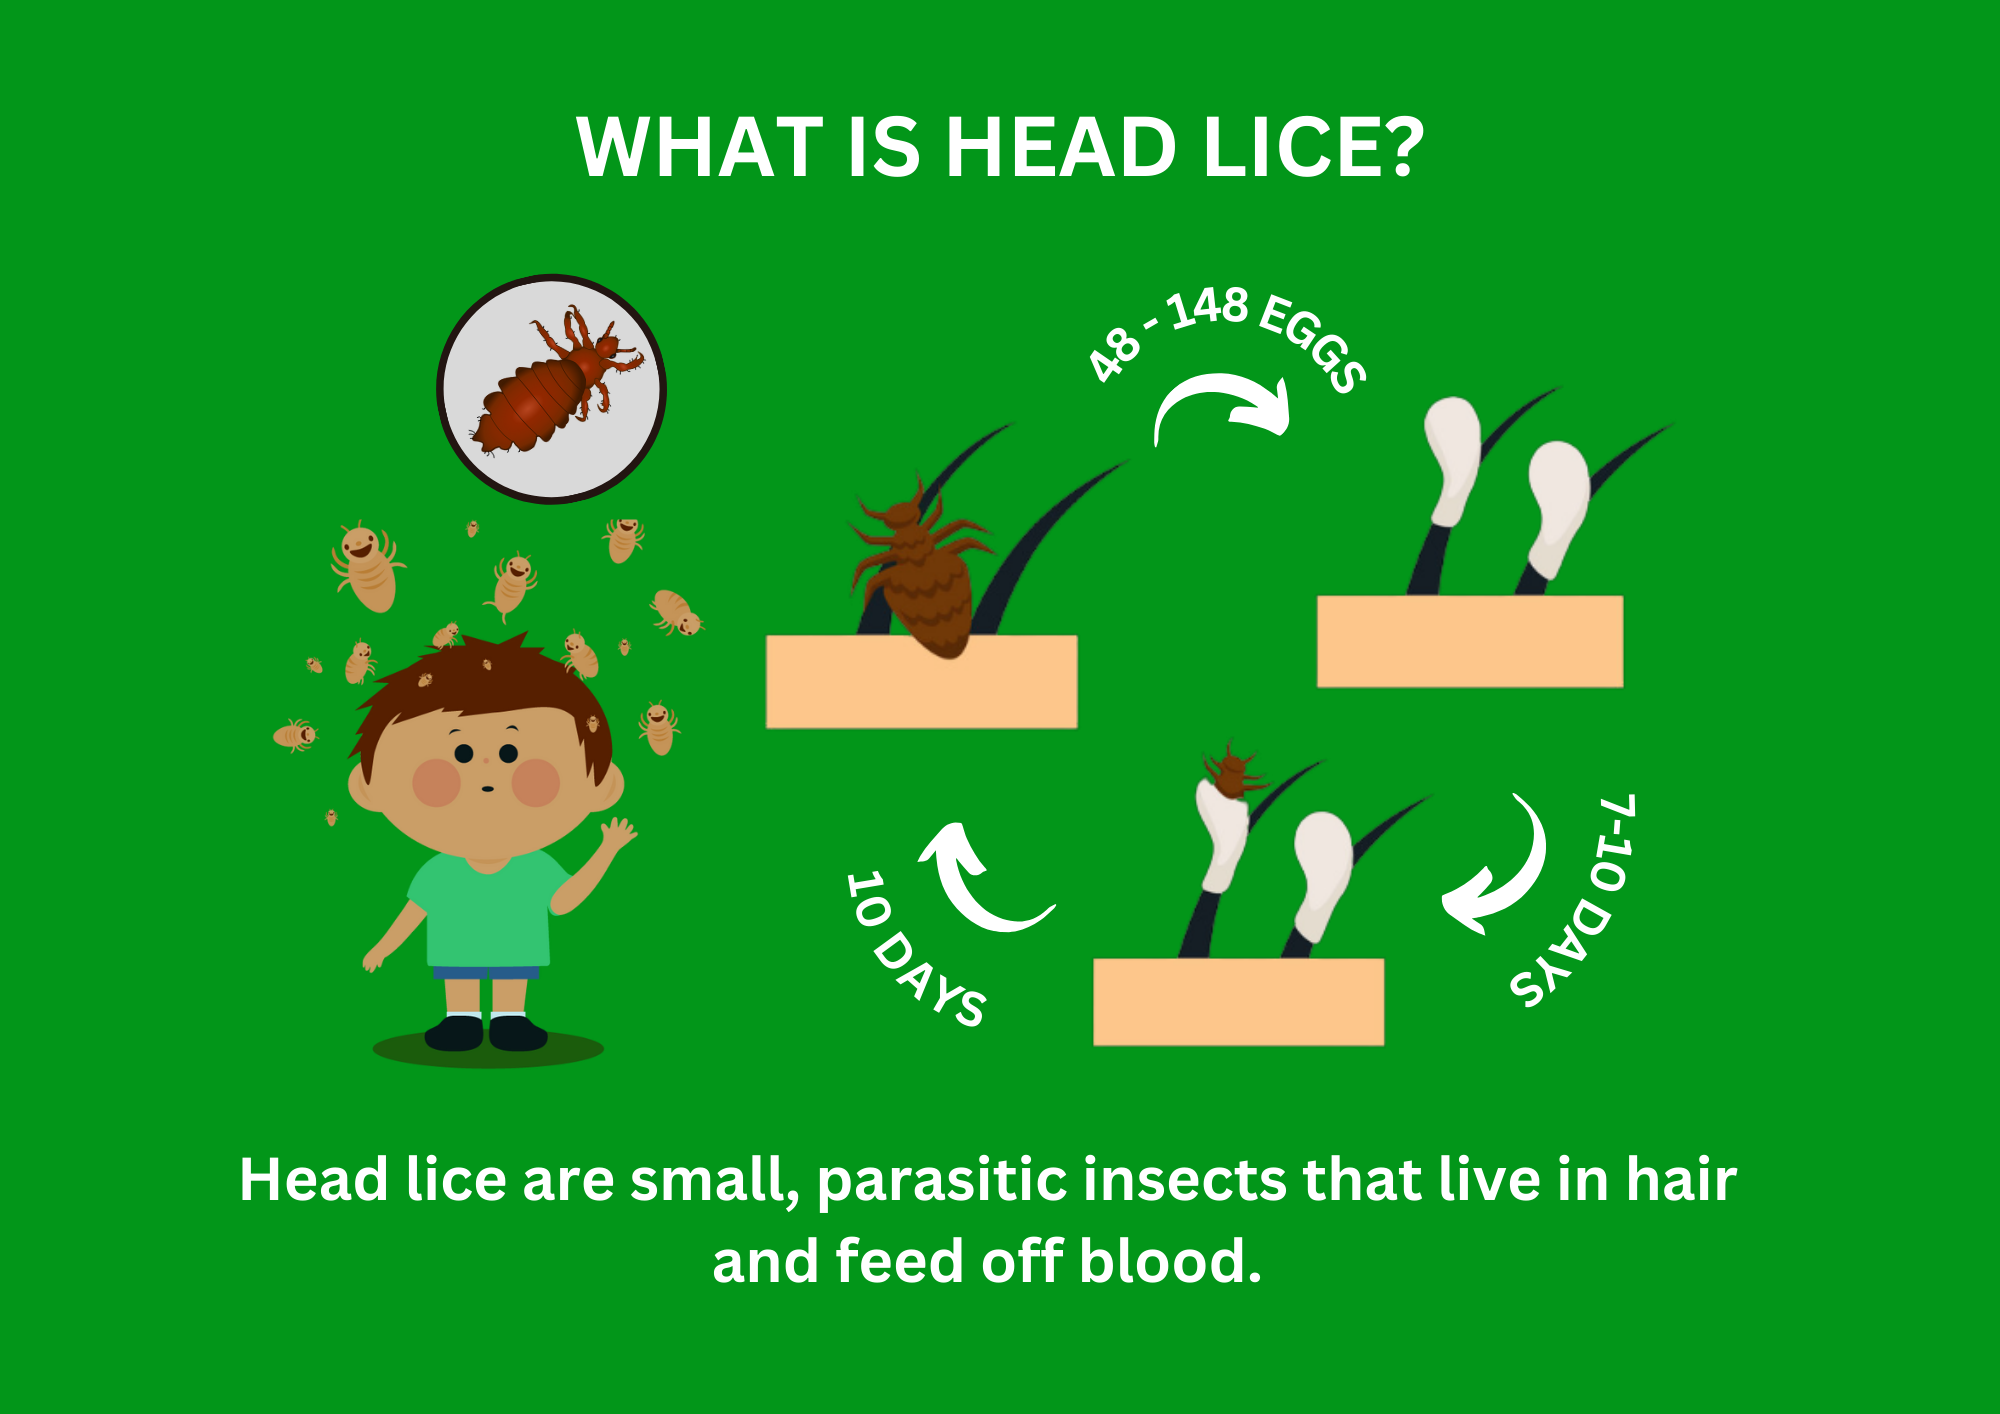 WHAT IS HEAD LICE?
48 - 148 EGGS
7-10 DAYS
10 DAYS
Head lice are small, parasitic insects that live in hair
and feed off blood.